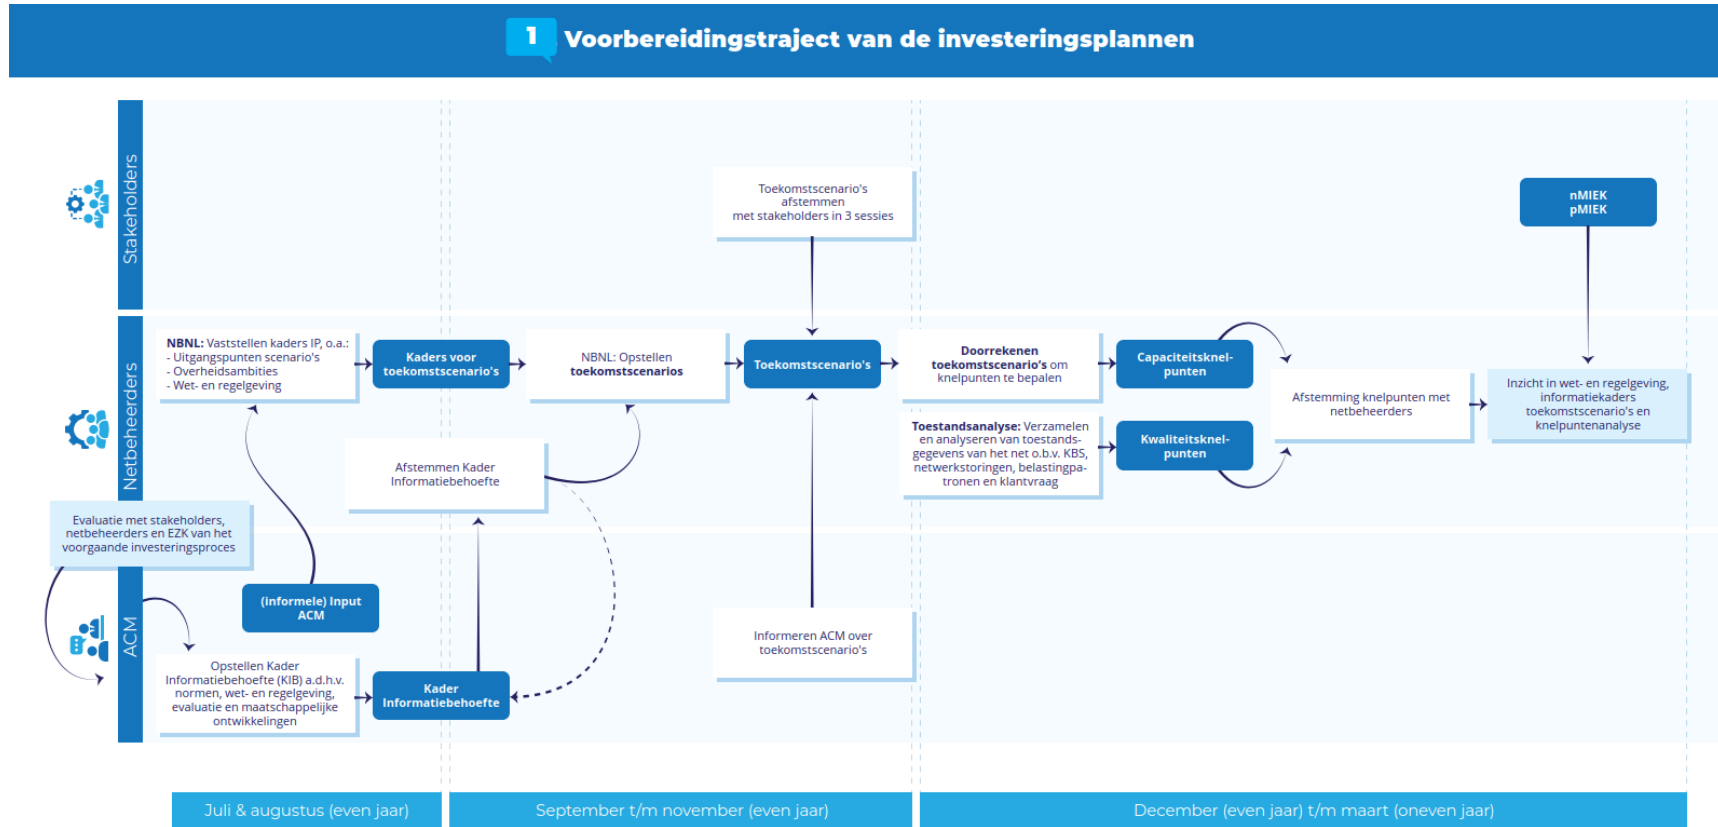 1 Voorbereidingstraject van de investeringsplannen
Stakeholders
Toekomstscenario's
afstemmen
met stakeholders in 3 sessies
nMIEK
pMIEK
Netbeheerders
NBNL: Vaststellen kaders IP, o.a.:
- Uitgangspunten scenario's
- Overheidsambities
- Wet- en regelgeving
Kaders voor
toekomstscenario's
NBNL: Opstellen
toekomstscenarios
Toekomstscenario's
Doorrekenen
toekomstscenario's om
knelpunten te bepalen
Capaciteitsknel-
punten
Toestandsanalyse: Verzamelen
en analyseren van toestands-
gegevens van het net o.b.v. KBS,
netwerkstoringen, belastingpa-
tronen en klantvraag
Kwaliteitsknel-
punten
Afstemming knelpunten met
netbeheerders
Inzicht in wet- en regelgeving,
informatiekaders
toekomstscenario's en
knelpuntenanalyse
Afstemmen Kader
Informatiebehoefte
Evaluatie met stakeholders,
netbeheerders en EZK van het
voorgaande investeringsproces
ACM
(informele) Input
ACM
Opstellen Kader
Informatiebehoefte (KIB) a.d.h.v.
normen, wet- en regelgeving,
evaluatie en maatschappelijke
ontwikkelingen
Kader
Informatiebehoefte
Informeren ACM over
toekomstscenario's
Juli & augustus (even jaar)
September t/m november (even jaar)
December (even jaar) t/m maart (oneven jaar)